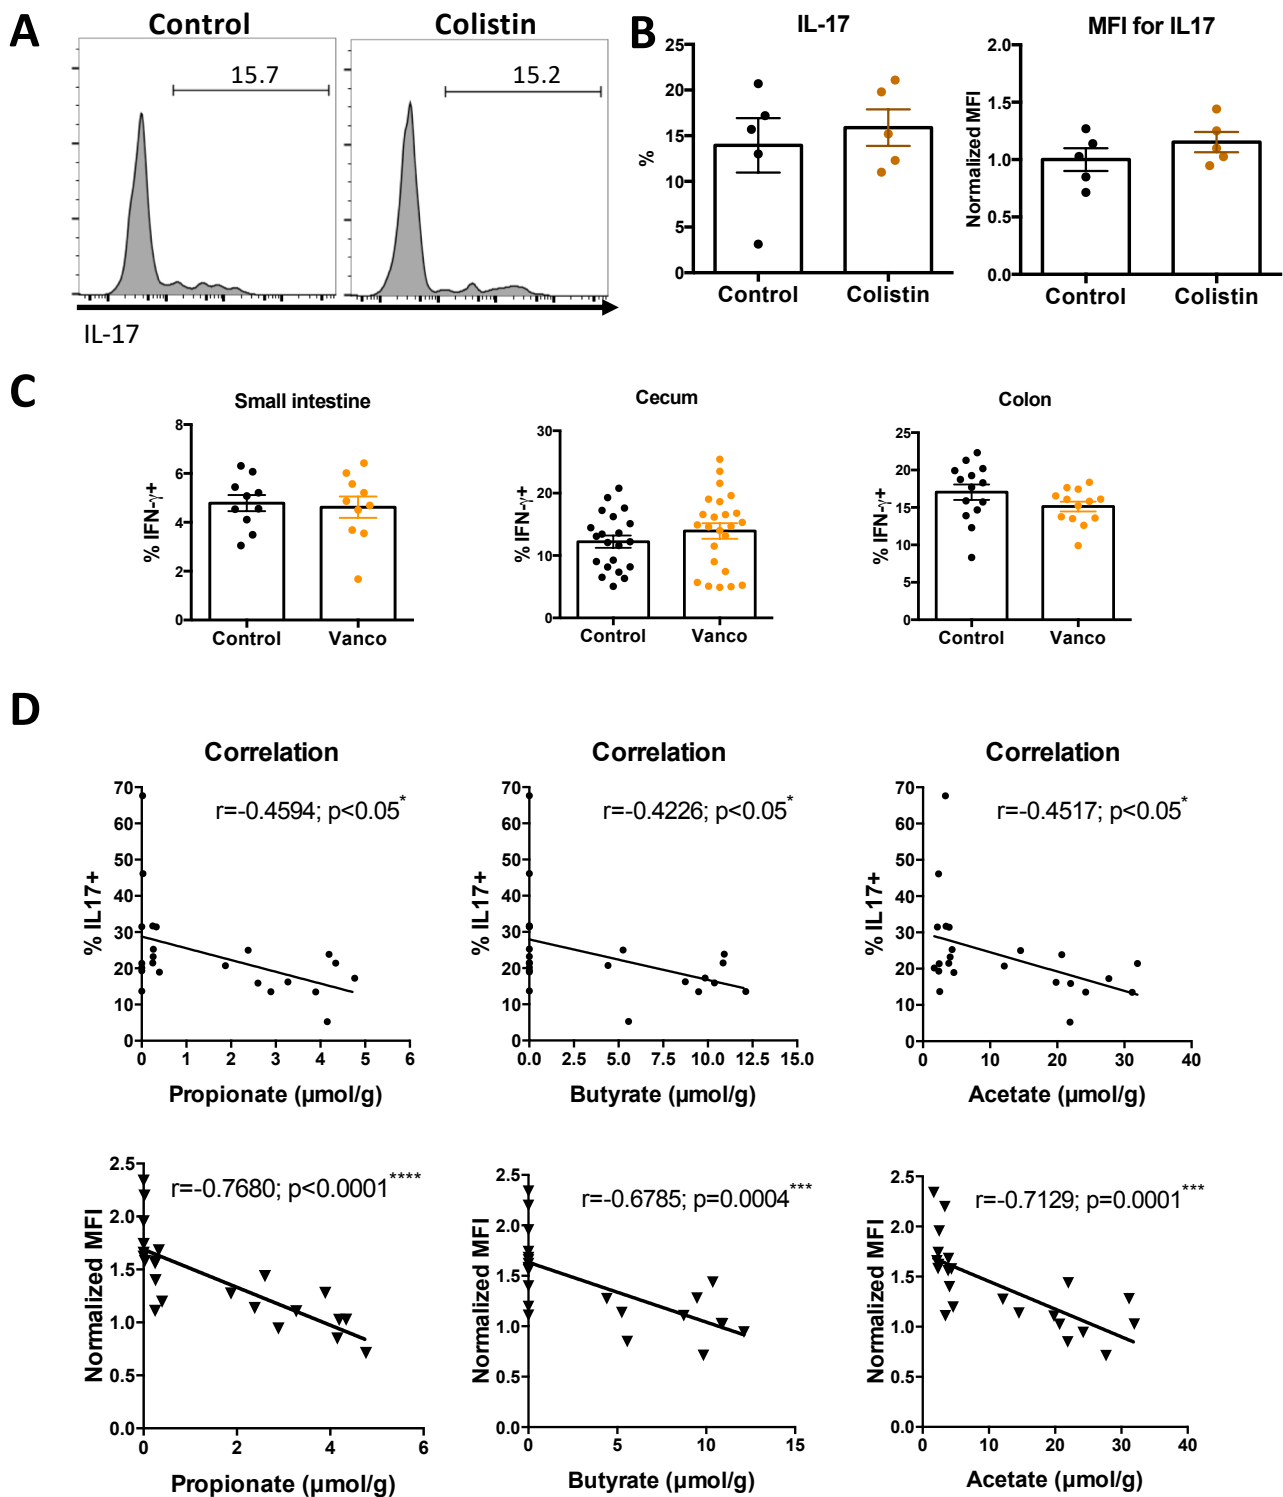 A
Control
Colistin
15.7
15.2
IL-17
B
IL-17
%
25
20
15
10
5
0
Control
Colistin
MFI for IL17
Normalized MFI
2.0
1.5
1.0
0.5
0.0
Control
Colistin
C
Small intestine
% IFN-γ+
8
6
4
2
0
Control
Vanco
Cecum
% IFN-γ+
30
20
10
0
Control
Vanco
Colon
% IFN-γ+
25
20
15
10
5
0
Control
Vanco
D
Correlation
r=-0.4594; p<0.05*
% IL17+
70
60
50
40
30
20
10
0
0 1 2 3 4 5 6
Propionate (µmol/g)
Correlation
r=-0.4226; p<0.05*
% IL17+
70
60
50
40
30
20
10
0
0.0 2.5 5.0 7.5 10.0 12.5 15.0
Butyrate (µmol/g)
Correlation
r=-0.4517; p<0.05*
% IL17+
70
60
50
40
30
20
10
0
0 10 20 30 40
Acetate (µmol/g)
r=-0.7680; p<0.0001****
Normalized MFI
2.5
2.0
1.5
1.0
0.5
0.0
0 2 4 6
Propionate (µmol/g)
r=-0.6785; p=0.0004***
Normalized MFI
2.5
2.0
1.5
1.0
0.5
0.0
0 5 10 15
Butyrate (µmol/g)
r=-0.7129; p=0.0001***
Normalized MFI
2.5
2.0
1.5
1.0
0.5
0.0
0 10 20 30 40
Acetate (µmol/g)